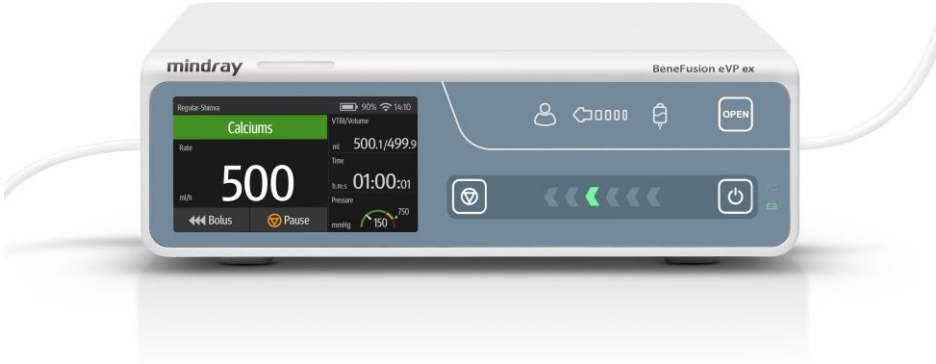 mindray
BeneFusion eVP ex
Regular-Shinva
90%
14:10
Calciums
VTBI/Volume
ml 500.1/499.9
Rate
500
ml/h
Time
h:m:s 01:00:01
Pressure
750
mmHg 150
Bolus
Pause
OPEN